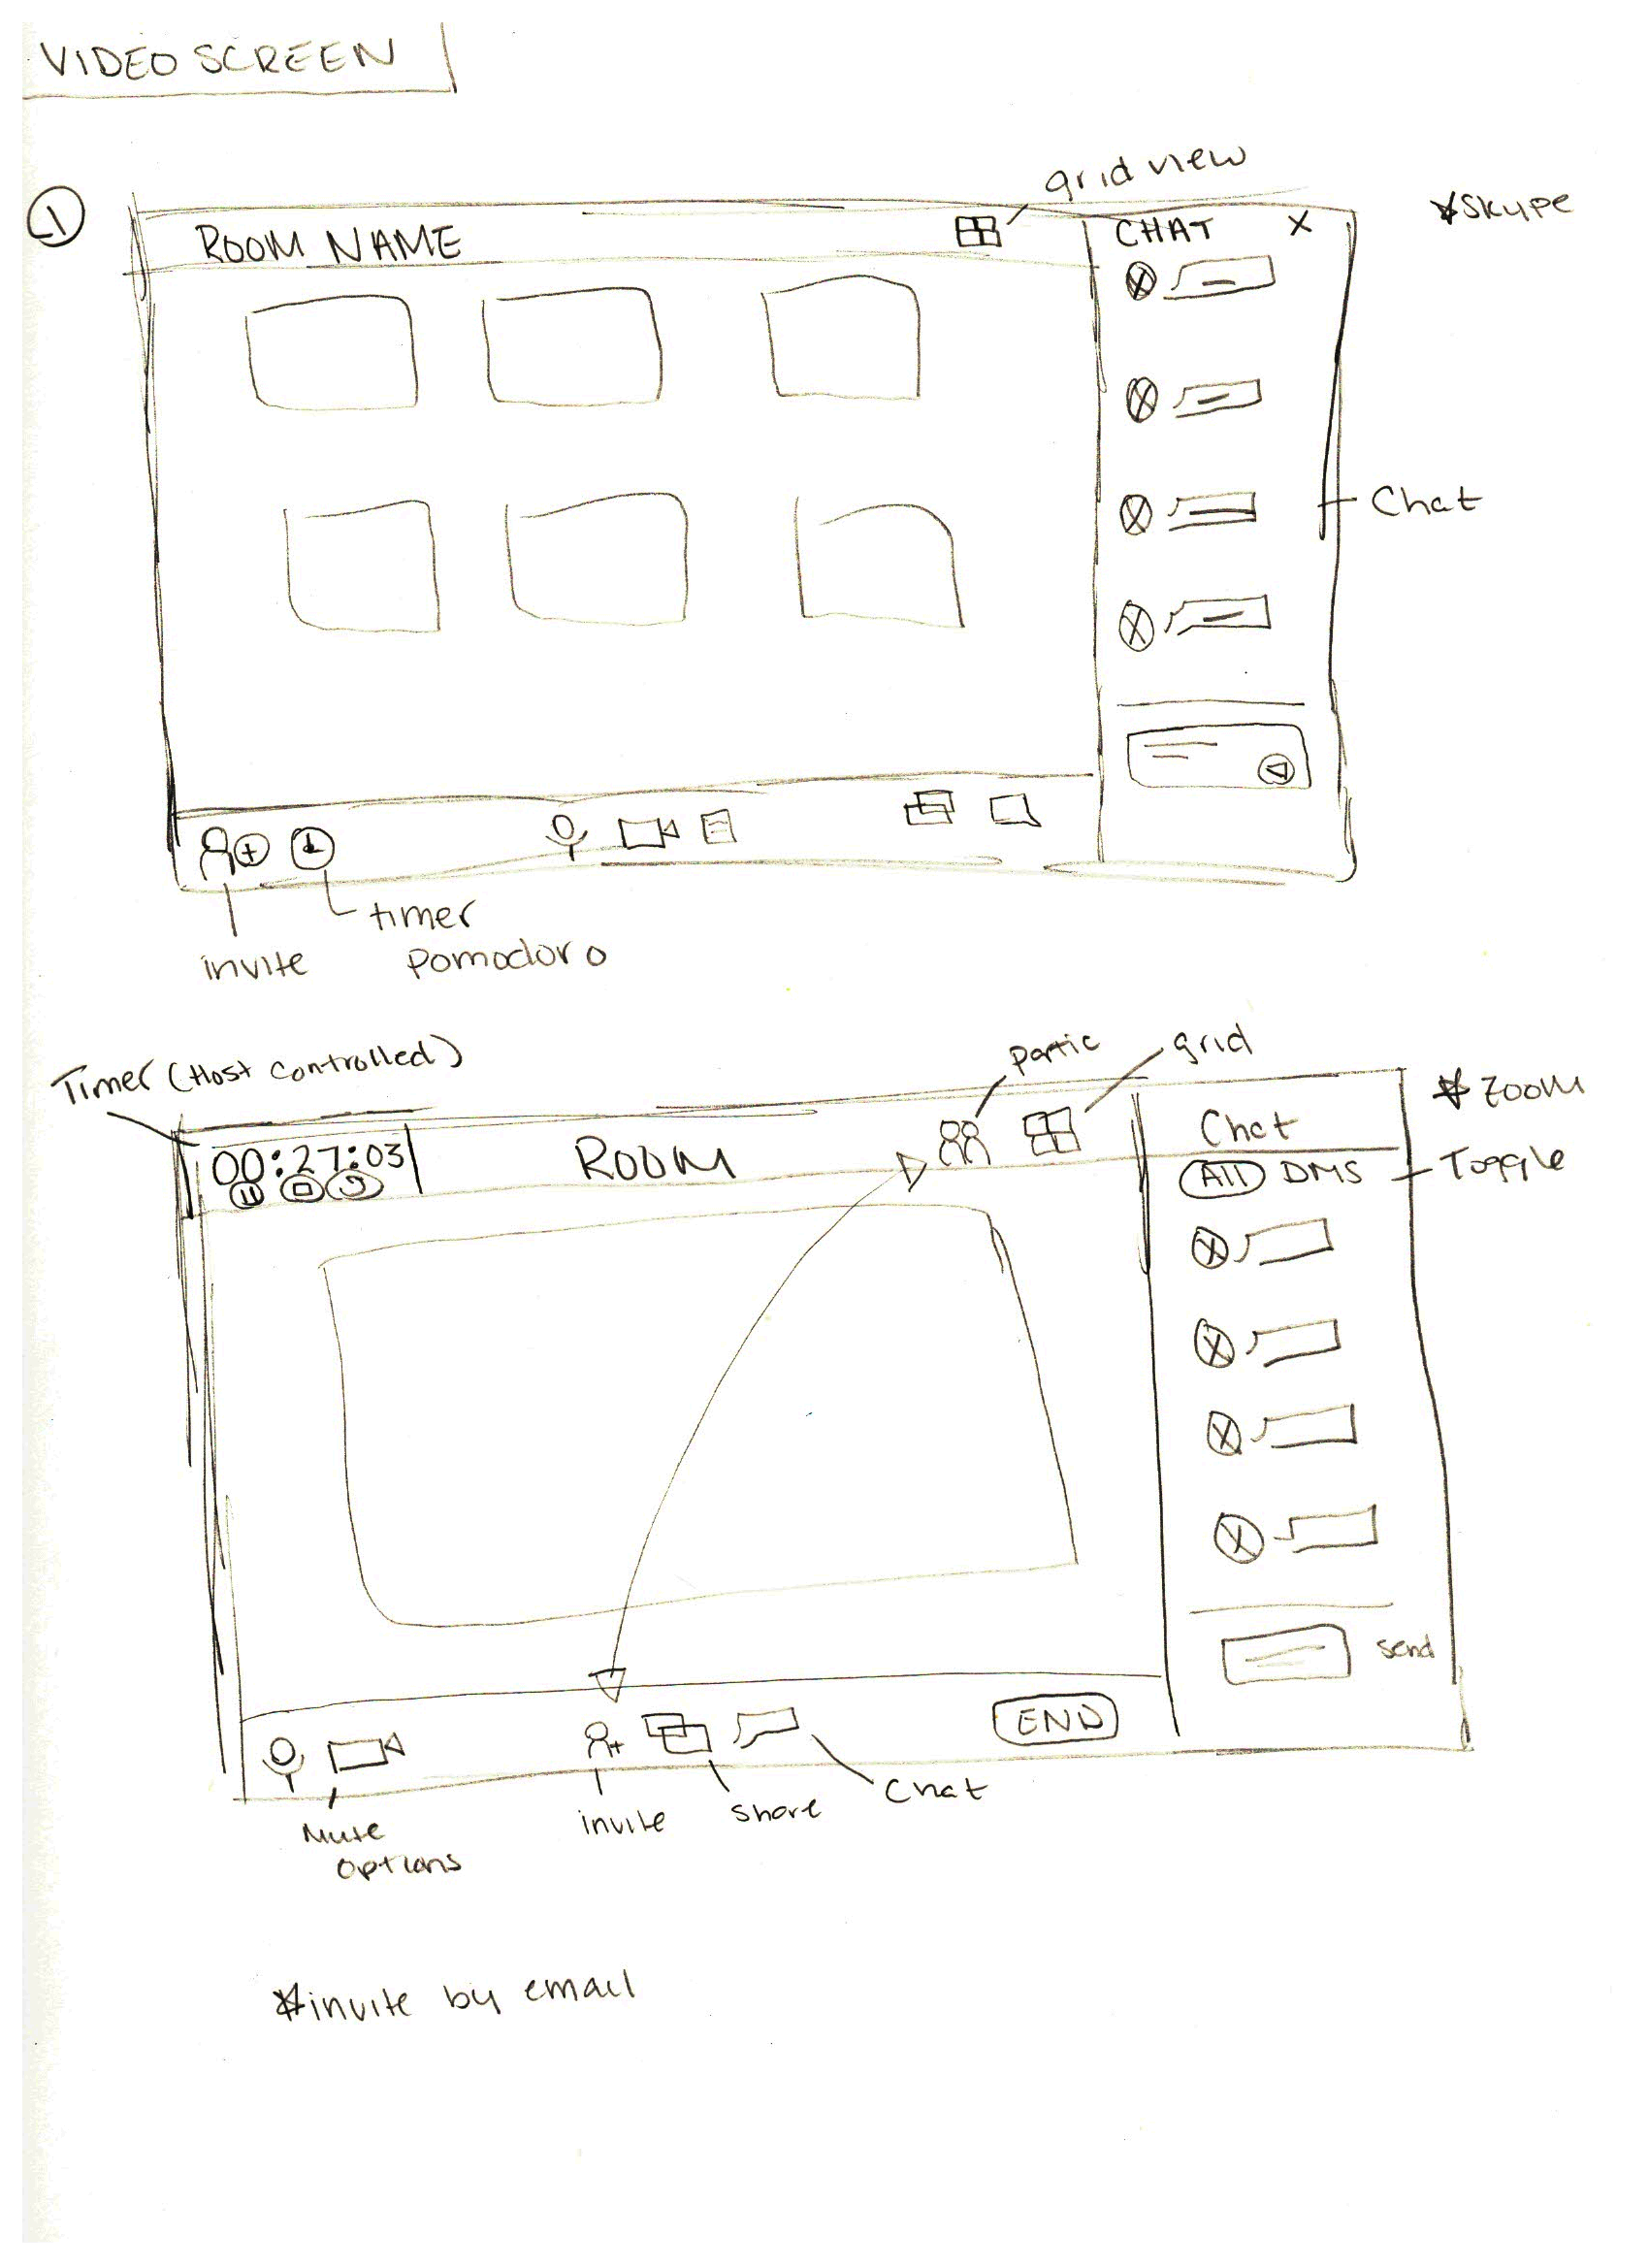 VIDEO SCREEN
1
grid view
*Skype
ROOM NAME
CHAT X
Chat
timer
invite
pomodoro
Timer (Host controlled)
partic
grid
*zoom
00:27:03
ROOM
Chat
All DMS
Toggle
send
END
Mute
options
invite
share
Chat
*invite by email